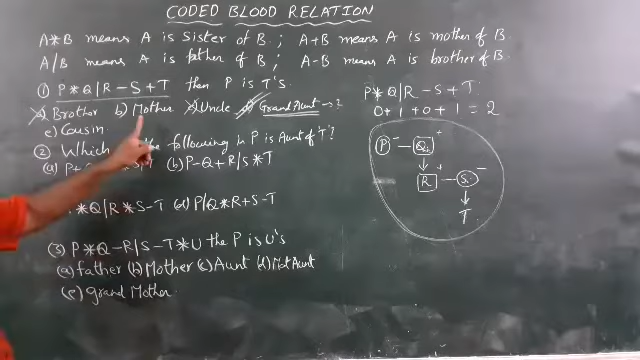 CODED BLOOD RELATION
A*B means A is Sister of B ; A+B means A is mother of B.
A/B means A is father of B ; A-B means A is brother of B.
(1) P*Q/R-S+T then P is T'S.
a) Brother b) Mother c) Uncle d) Grand Aunt →?
e) Cousin
(2) Which following in P is Aunt of T?
(a) P+Q (b) P-Q+R/S*T
*Q/R*S-T (d) P/Q*R+S-T
(3) P*Q-R/S-T*U the P is U's
(a) father (b) Mother (c) Aunt (d) Not Aunt
(e) grand Mother
P*Q/R-S+T
0+1+0+1=2
P - — Q +
R + — S -
T